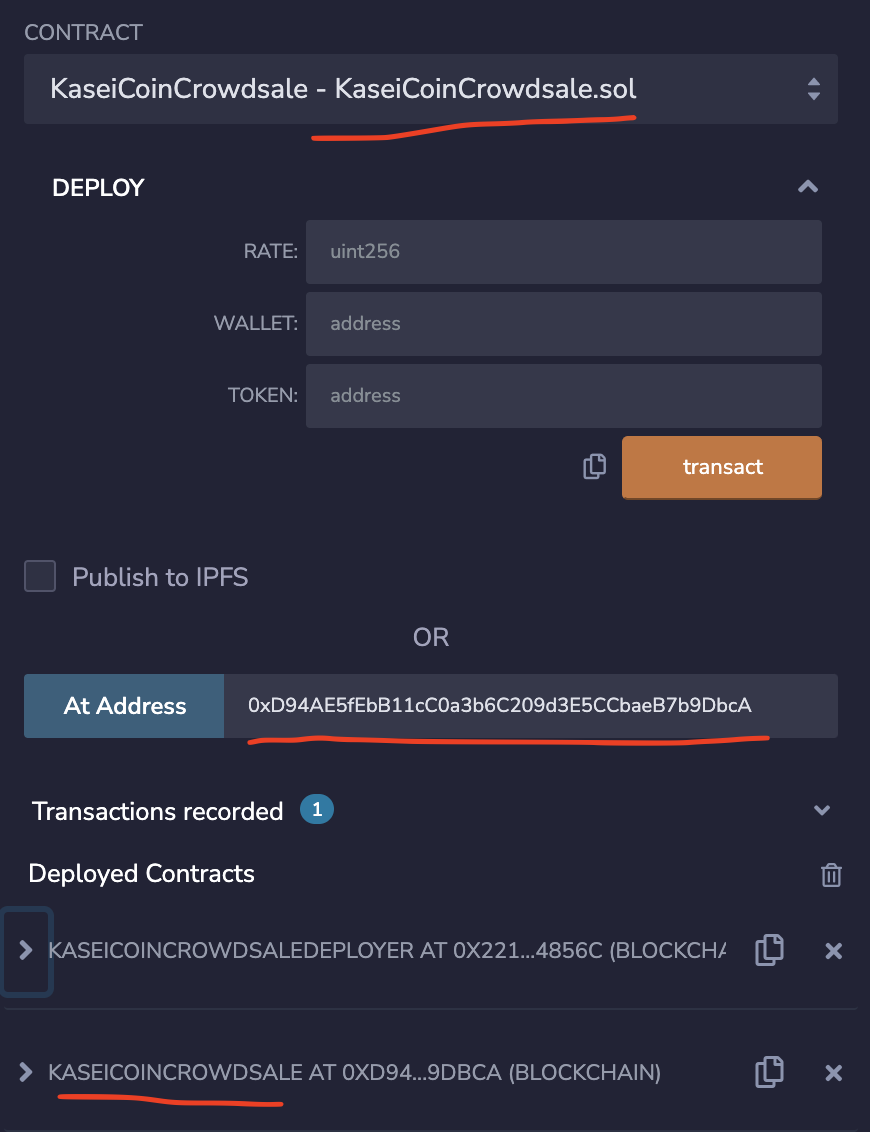 CONTRACT
KaseiCoinCrowdsale - KaseiCoinCrowdsale.sol
DEPLOY
RATE: uint256
WALLET: address
TOKEN: address
transact
Publish to IPFS
OR
At Address 0xD94AE5fEbB11cC0a3b6C209d3E5CCbaeB7b9DbcA
Transactions recorded 1
Deployed Contracts
KASEICOINCROWDSALEDEPLOYER AT 0X221...4856C (BLOCKCHA
KASEICOINCROWDSALE AT 0XD94...9DBCA (BLOCKCHAIN)